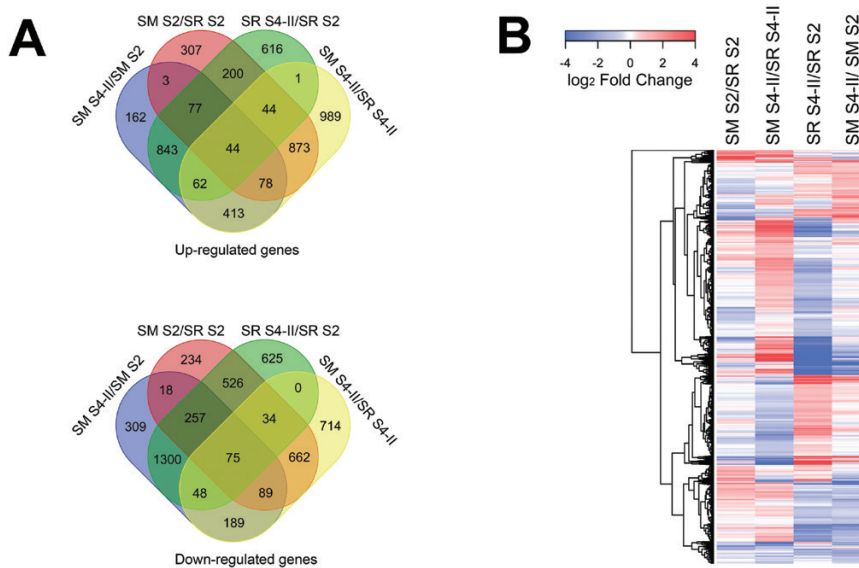 A
SM S2/SR S2
SR S4-II/SR S2
SM S4-II/SM S2
SM S4-II/SR S4-II
307
616
3
200
1
162
77
44
989
843
44
873
62
78
413
Up-regulated genes
SM S2/SR S2
SR S4-II/SR S2
SM S4-II/SM S2
SM S4-II/SR S4-II
234
625
18
526
0
309
257
34
714
1300
75
662
48
89
189
Down-regulated genes
B
-4 -2 0 2 4
log2 Fold Change
SM S2/SR S2
SM S4-II/SR S4-II
SR S4-II/SR S2
SM S4-II/ SM S2